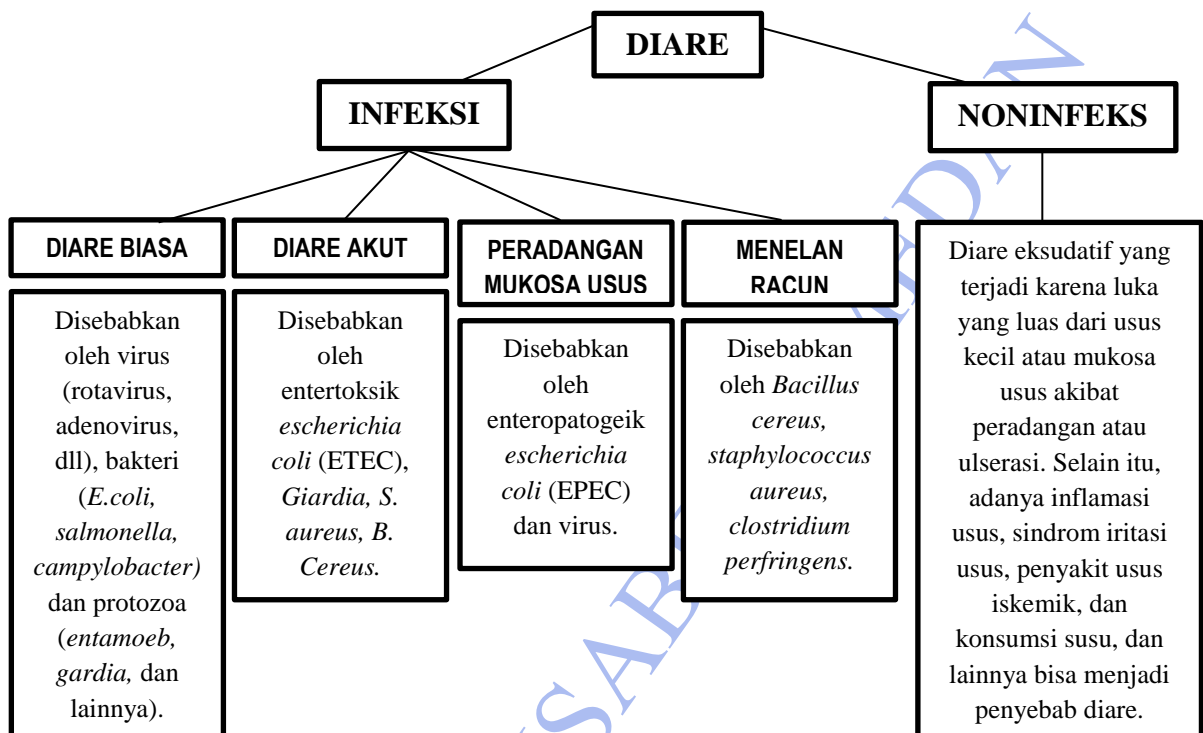 DIARE
INFEKSI
NONINFEKS
DIARE BIASA
Disebabkan
oleh virus
(rotavirus,
adenovirus,
dll), bakteri
(E.coli,
salmonella,
campylobacter)
dan protozoa
(entamoeb,
gardia, dan
lainnya).
DIARE AKUT
Disebabkan
oleh
entertoksik
escherichia
coli (ETEC),
Giardia, S.
aureus, B.
Cereus.
PERADANGAN
MUKOSA USUS
Disebabkan
oleh
enteropatogeik
escherichia
coli (EPEC)
dan virus.
MENELAN
RACUN
Disebabkan
oleh Bacillus
cereus,
staphylococcus
aureus,
clostridium
perfringens.
Diare eksudatif yang
terjadi karena luka
yang luas dari usus
kecil atau mukosa
usus akibat
peradangan atau
ulserasi. Selain itu,
adanya inflamasi
usus, sindrom iritasi
usus, penyakit usus
iskemik, dan
konsumsi susu, dan
lainnya bisa menjadi
penyebab diare.